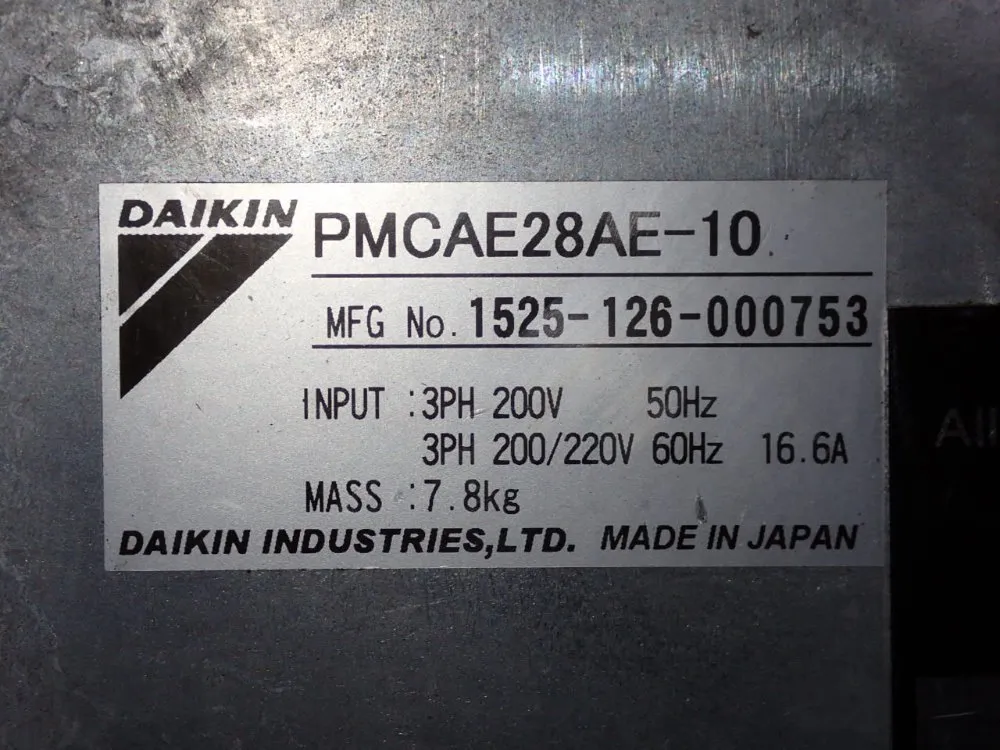 DAIKIN
PMCAE28AE-10
MFG No. 1525-126-000753
INPUT :3PH 200V 50Hz
3PH 200/220V 60Hz 16.6A
MASS :7.8kg
DAIKIN INDUSTRIES,LTD. MADE IN JAPAN